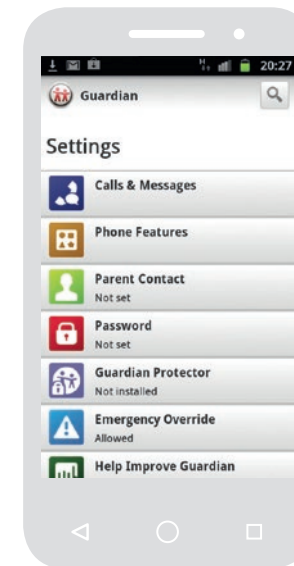 H
20:27
Guardian
Settings
Calls & Messages
Phone Features
Parent Contact
Not set
Password
Not set
Guardian Protector
Not installed
Emergency Override
Allowed
Help Improve Guardian